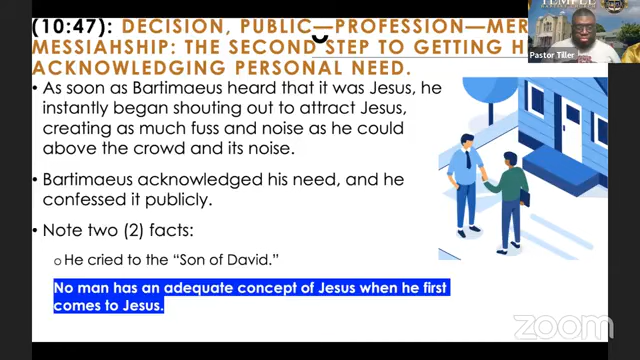 (10:47): DECISION, PUBLIC—PROFESSION—MER
MESSIAHSHIP: THE SECOND STEP TO GETTING H
ACKNOWLEDGING PERSONAL NEED.
• As soon as Bartimaeus heard that it was Jesus, he
instantly began shouting out to attract Jesus,
creating as much fuss and noise as he could
above the crowd and its noise.
• Bartimaeus acknowledged his need, and he
confessed it publicly.
• Note two (2) facts:
o He cried to the “Son of David.”
No man has an adequate concept of Jesus when he first
comes to Jesus.
TEMPLE
Pastor Tiller
zoom